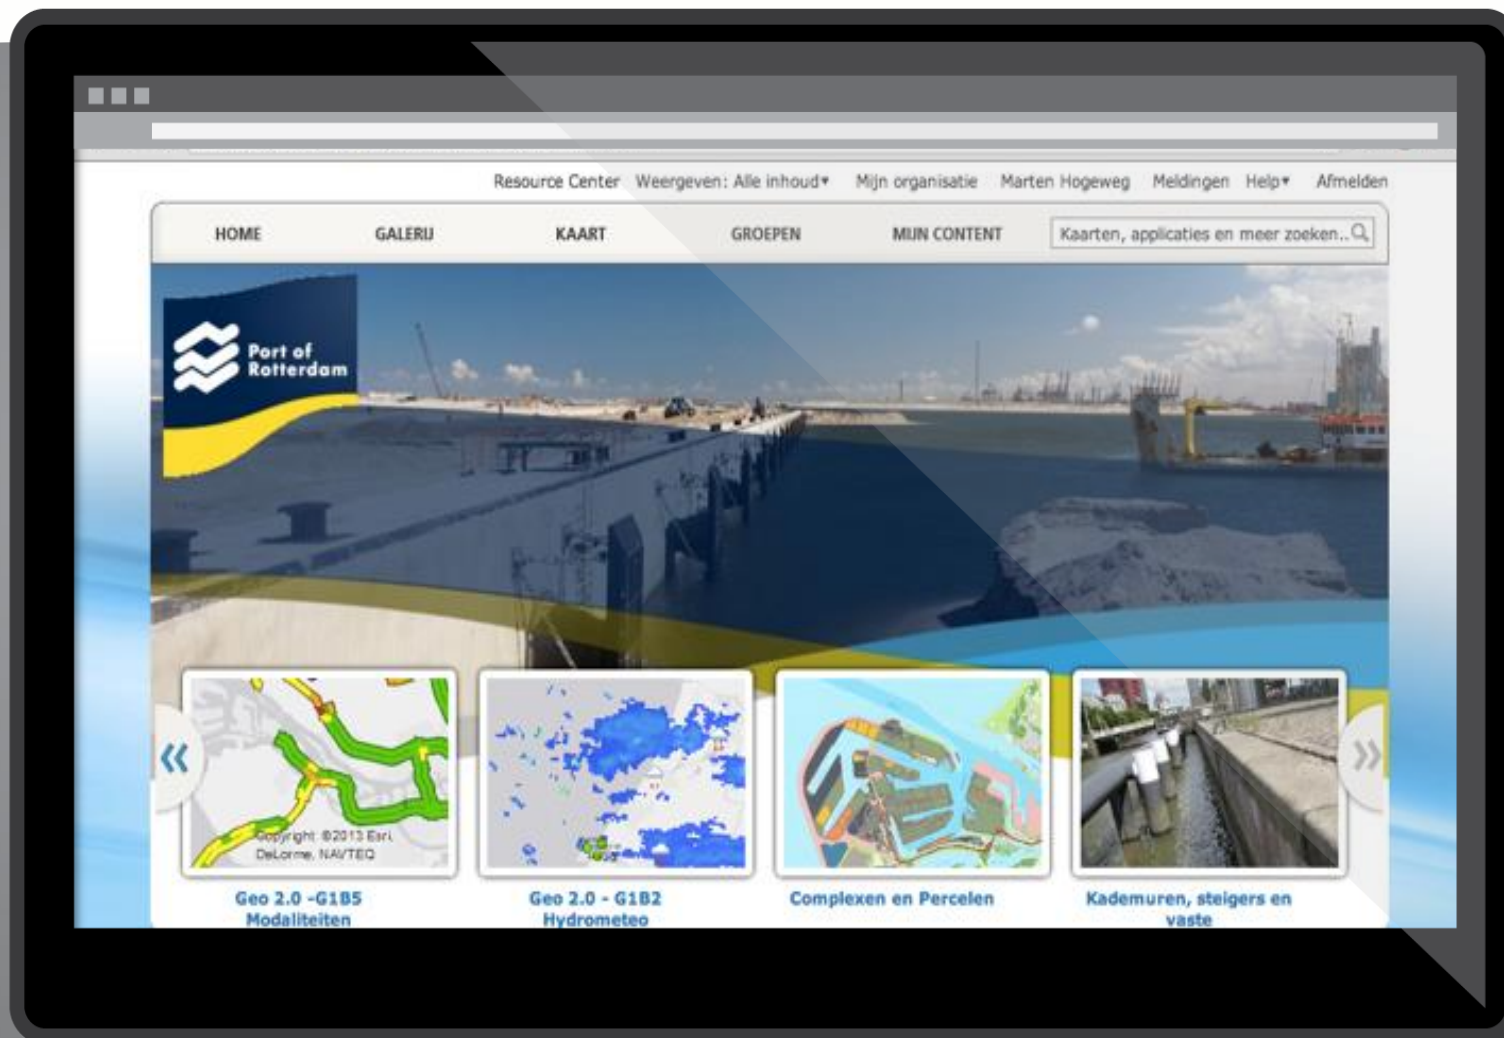 Resource Center Weergeven: Alle inhoud▾ Mijn organisatie Marten Hogeweg Meldingen Help▾ Afmelden
HOME GALERIJ KAART GROEPEN MIJN CONTENT Kaarten, applicaties en meer zoeken..
Port of
Rotterdam
Copyright: ©2013 Esri,
DeLorme, NAVTEQ
Geo 2.0 -G1B5
Modaliteiten
Geo 2.0 - G1B2
Hydrometeo
Complexen en Percelen
Kademuren, steigers en
vaste